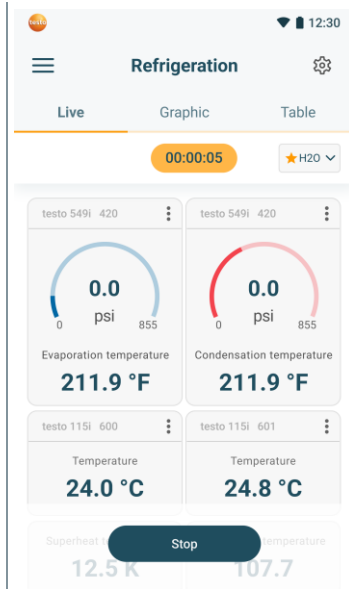 testo
12:30
Refrigeration
Live Graphic Table
00:00:05
H2O
testo 549i 420
testo 549i 420
0.0
psi
0 855
0.0
psi
0 855
Evaporation temperature
211.9 °F
Condensation temperature
211.9 °F
testo 115i 600
testo 115i 601
Temperature
24.0 °C
Temperature
24.8 °C
Superheat
temperature
Stop
12.5 K
107.7